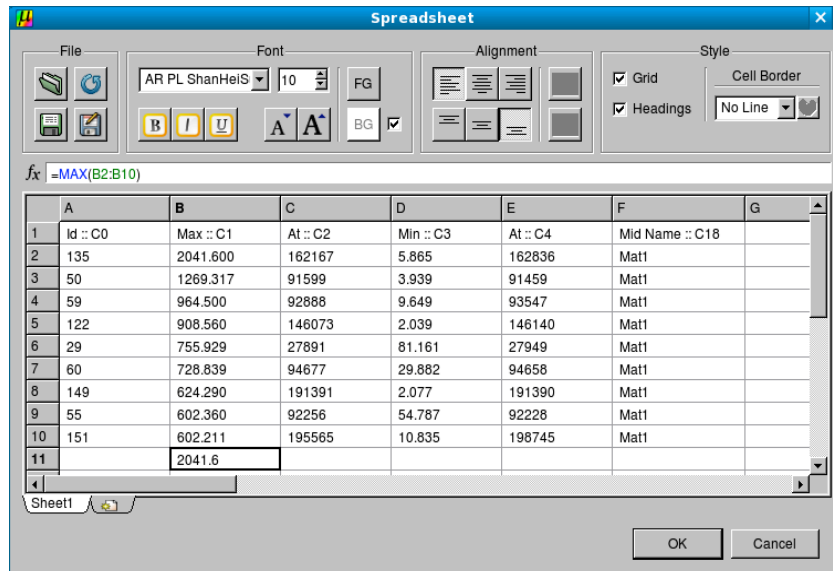 Spreadsheet
File Font Alignment Style
AR PL ShanHeiS 10 FG Grid Cell Border
B I U A A BG Headings No Line
fx =MAX(B2:B10)
A B C D E F G
1 Id :: C0 Max :: C1 At :: C2 Min :: C3 At :: C4 Mid Name :: C18
2 135 2041.600 162167 5.865 162836 Mat1
3 50 1269.317 91599 3.939 91459 Mat1
4 59 964.500 92888 9.649 93547 Mat1
5 122 908.560 146073 2.039 146140 Mat1
6 29 755.929 27891 81.161 27949 Mat1
7 60 728.839 94677 29.882 94658 Mat1
8 149 624.290 191391 2.077 191390 Mat1
9 55 602.360 92256 54.787 92228 Mat1
10 151 602.211 195565 10.835 198745 Mat1
11 2041.6
Sheet1
OK Cancel